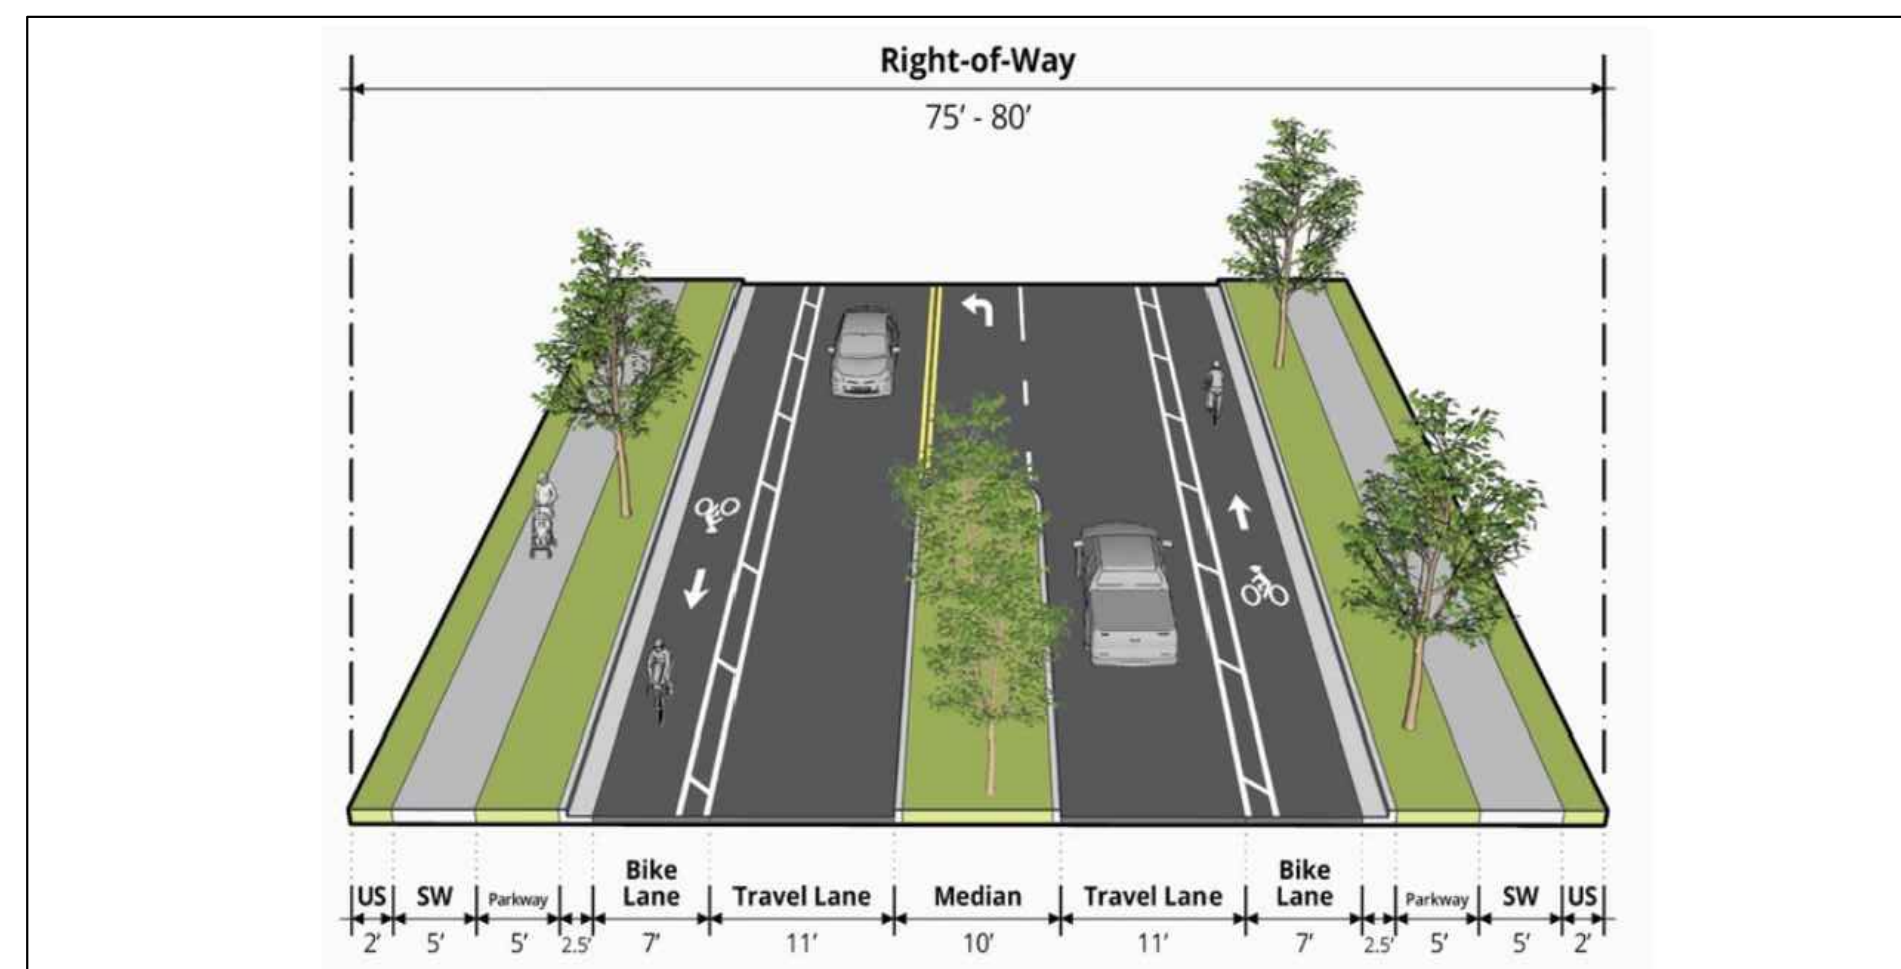 Right-of-Way
75' - 80'
US SW Parkway Bike Lane Travel Lane Median Travel Lane Bike Lane Parkway SW US
2' 5' 5' 2.5' 7' 11' 10' 11' 7' 2.5' 5' 5' 2'